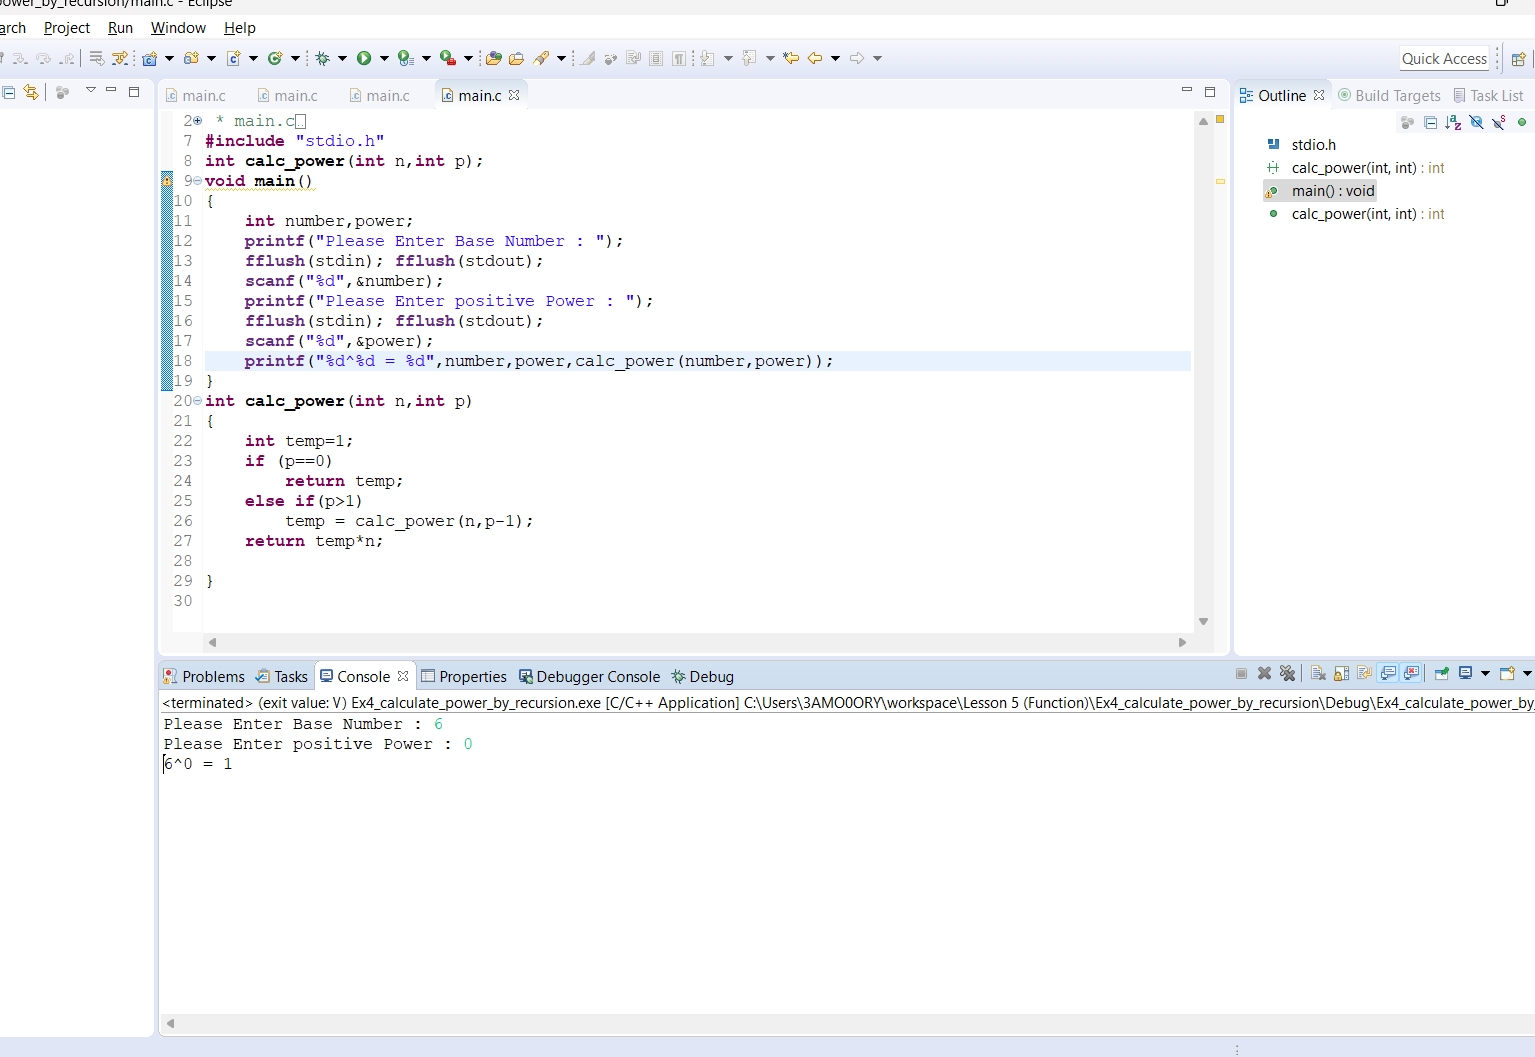 power_by_recursion/main.c - Eclipse
arch Project Run Window Help
Quick Access
main.c main.c main.c main.c
2 * main.c
7 #include "stdio.h"
8 int calc_power(int n,int p);
9 void main()
10 {
11 int number,power;
12 printf("Please Enter Base Number : ");
13 fflush(stdin); fflush(stdout);
14 scanf("%d",&number);
15 printf("Please Enter positive Power : ");
16 fflush(stdin); fflush(stdout);
17 scanf("%d",&power);
18 printf("%d^%d = %d",number,power,calc_power(number,power));
19 }
20 int calc_power(int n,int p)
21 {
22 int temp=1;
23 if (p==0)
24 return temp;
25 else if(p>1)
26 temp = calc_power(n,p-1);
27 return temp*n;
28
29 }
30
Outline Build Targets Task List
stdio.h
calc_power(int, int) : int
main() : void
calc_power(int, int) : int
Problems Tasks Console Properties Debugger Console Debug
<terminated> (exit value: ٧) Ex4_calculate_power_by_recursion.exe [C/C++ Application] C:\Users\3AMO0ORY\workspace\Lesson 5 (Function)\Ex4_calculate_power_by_recursion\Debug\Ex4_calculate_power_by_
Please Enter Base Number : 6
Please Enter positive Power : 0
6^0 = 1